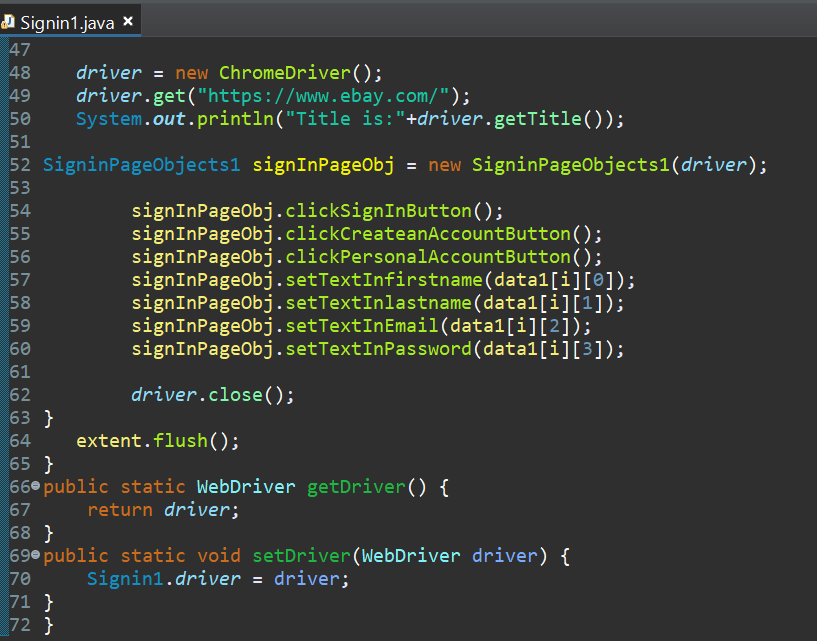 Signin1.java ×
47
48 driver = new ChromeDriver();
49 driver.get("https://www.ebay.com/");
50 System.out.println("Title is:"+driver.getTitle());
51
52 SigninPageObjects1 signInPageObj = new SigninPageObjects1(driver);
53
54 signInPageObj.clickSignInButton();
55 signInPageObj.clickCreateanAccountButton();
56 signInPageObj.clickPersonalAccountButton();
57 signInPageObj.setTextInfirstname(data1[i][0]);
58 signInPageObj.setTextInlastname(data1[i][1]);
59 signInPageObj.setTextInEmail(data1[i][2]);
60 signInPageObj.setTextInPassword(data1[i][3]);
61
62 driver.close();
63 }
64 extent.flush();
65 }
66 public static WebDriver getDriver() {
67 return driver;
68 }
69 public static void setDriver(WebDriver driver) {
70 Signin1.driver = driver;
71 }
72 }